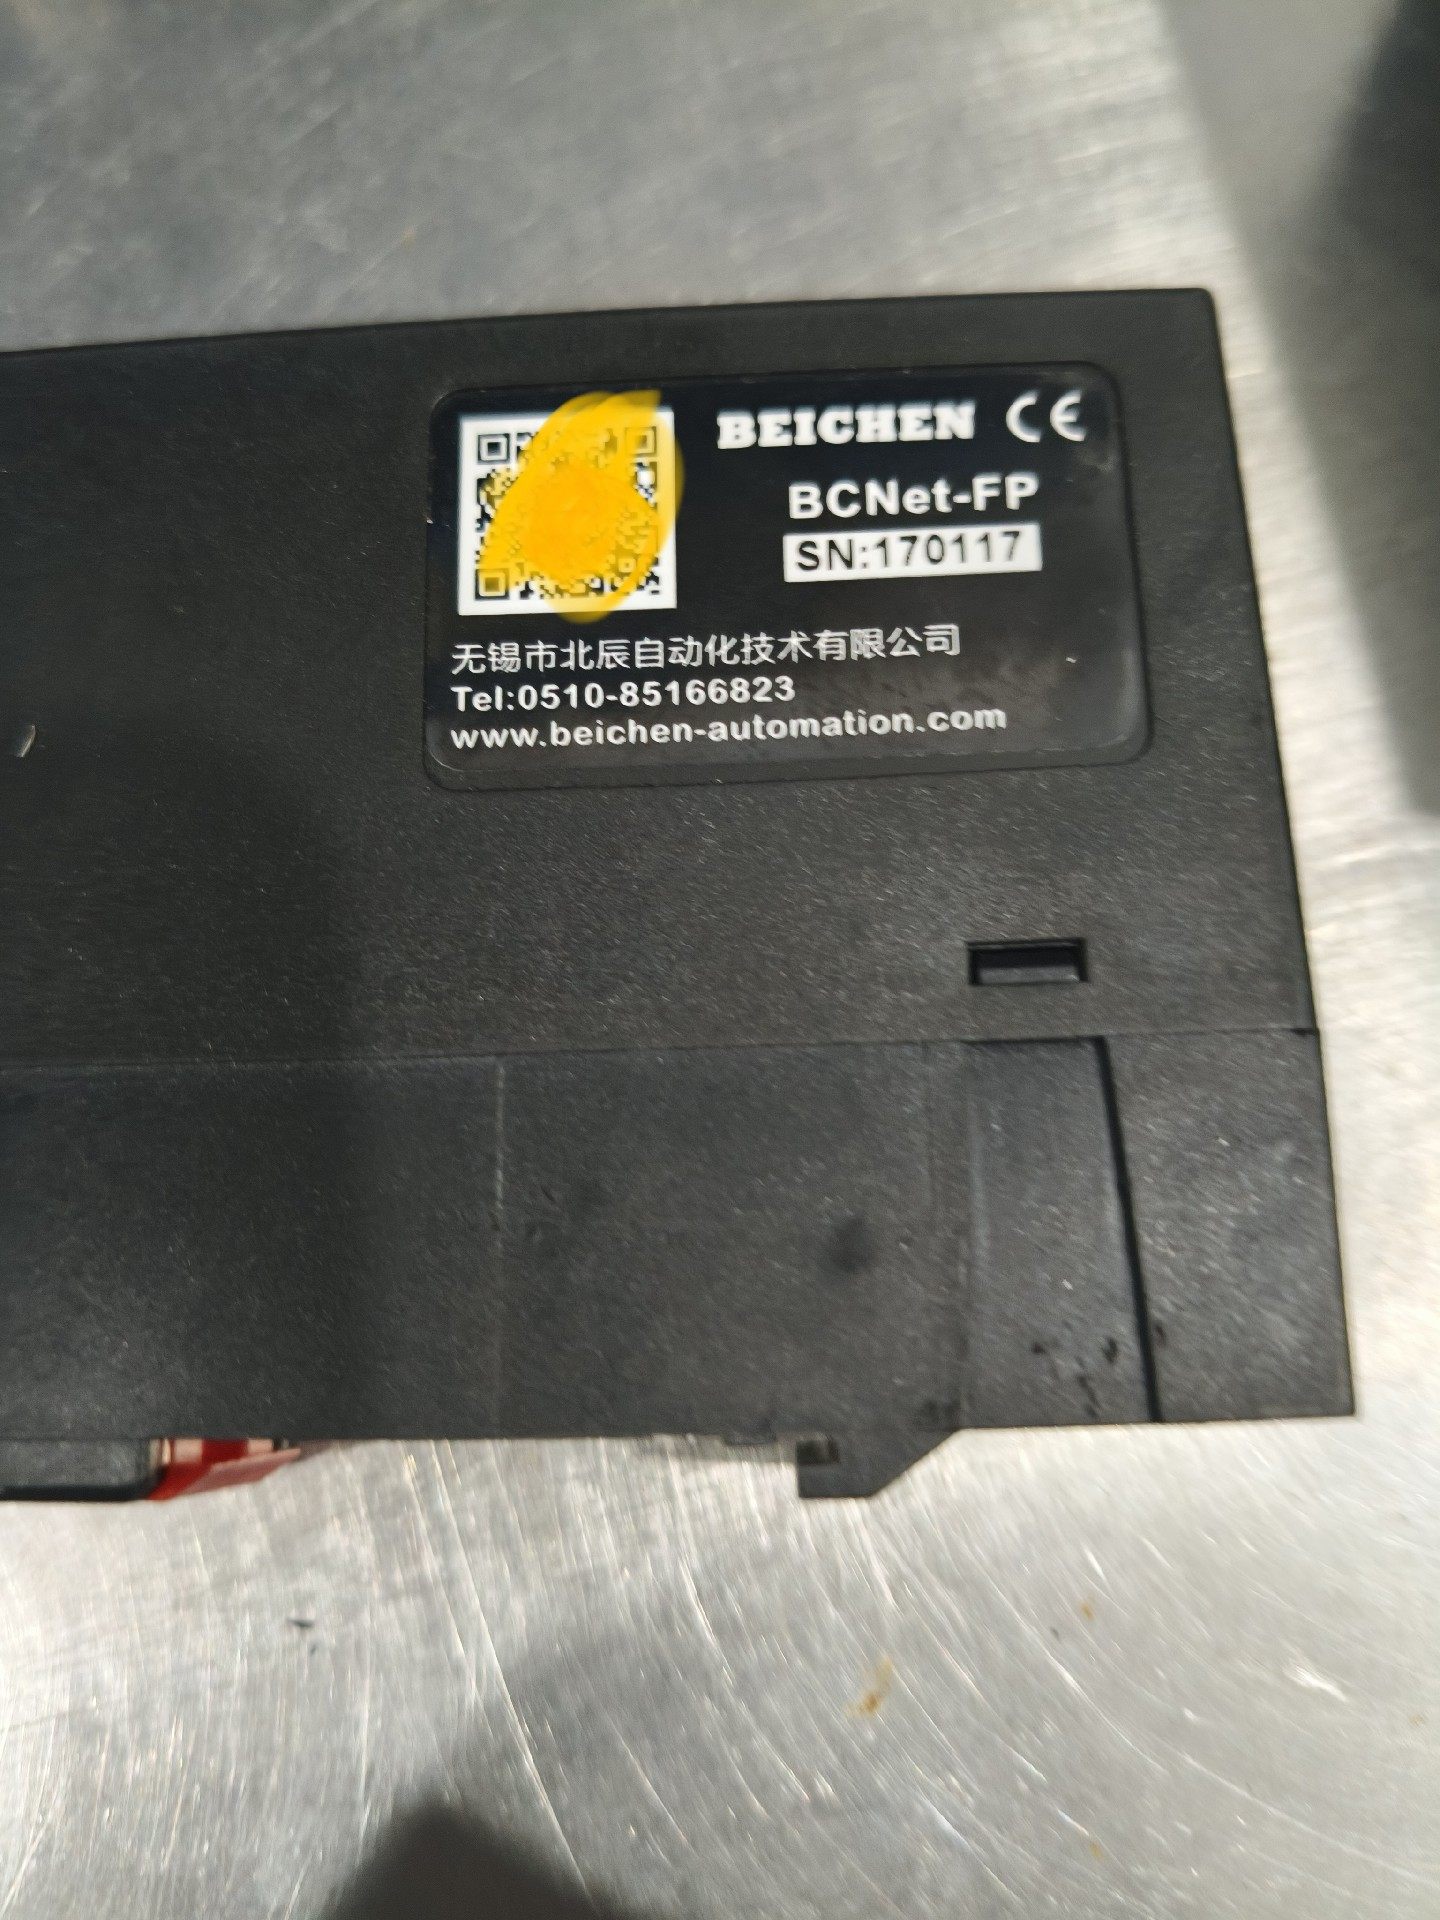 BEICHEN CE
BCNet-FP
SN:170117
无锡市北辰自动化技术有限公司
Tel:0510-85166823
www.beichen-automation.com